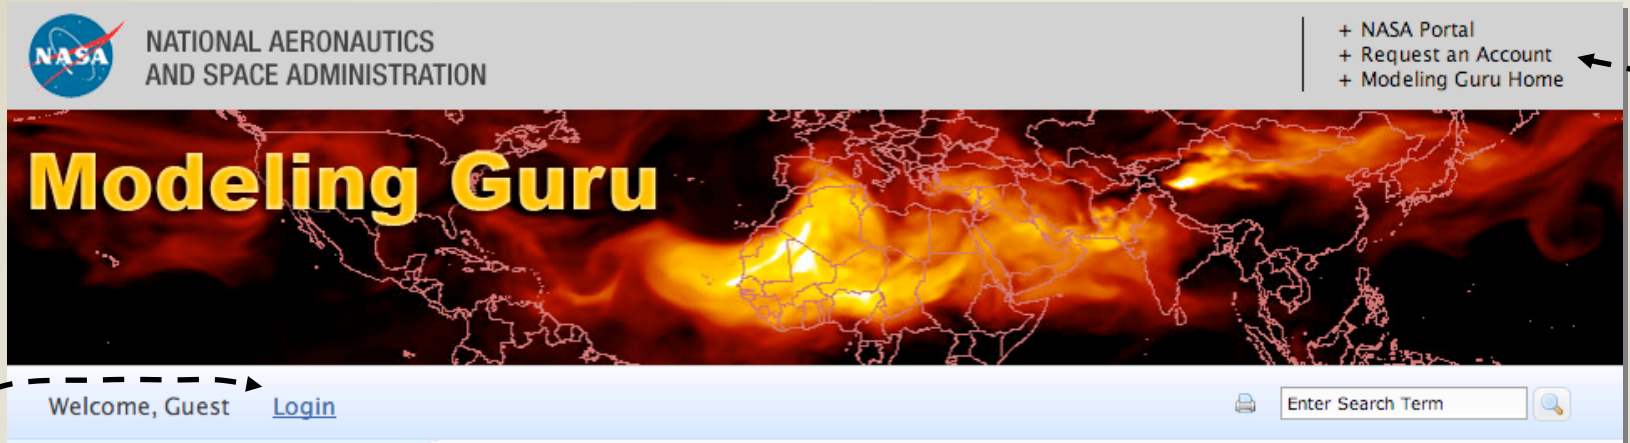 NASA
NATIONAL AERONAUTICS
AND SPACE ADMINISTRATION
+ NASA Portal
+ Request an Account
+ Modeling Guru Home
Modeling Guru
Welcome, Guest Login
Enter Search Term